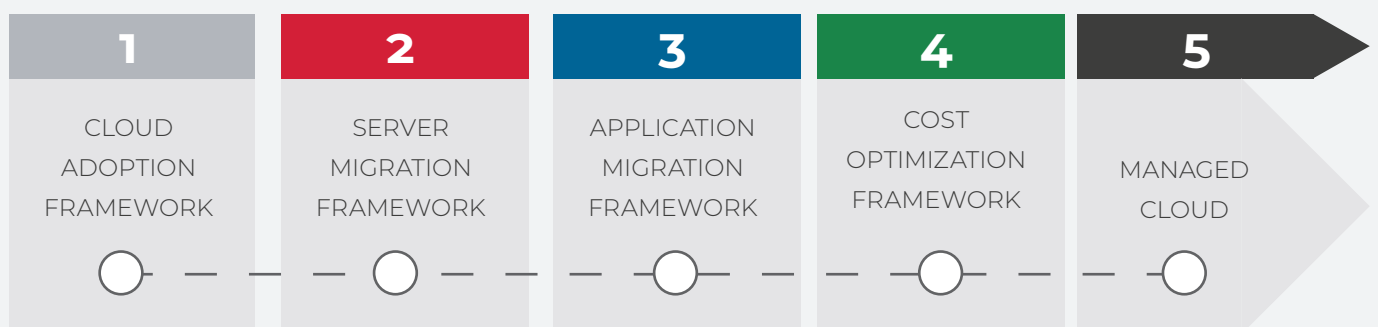 1
CLOUD
ADOPTION
FRAMEWORK
2
SERVER
MIGRATION
FRAMEWORK
3
APPLICATION
MIGRATION
FRAMEWORK
4
COST
OPTIMIZATION
FRAMEWORK
5
MANAGED
CLOUD